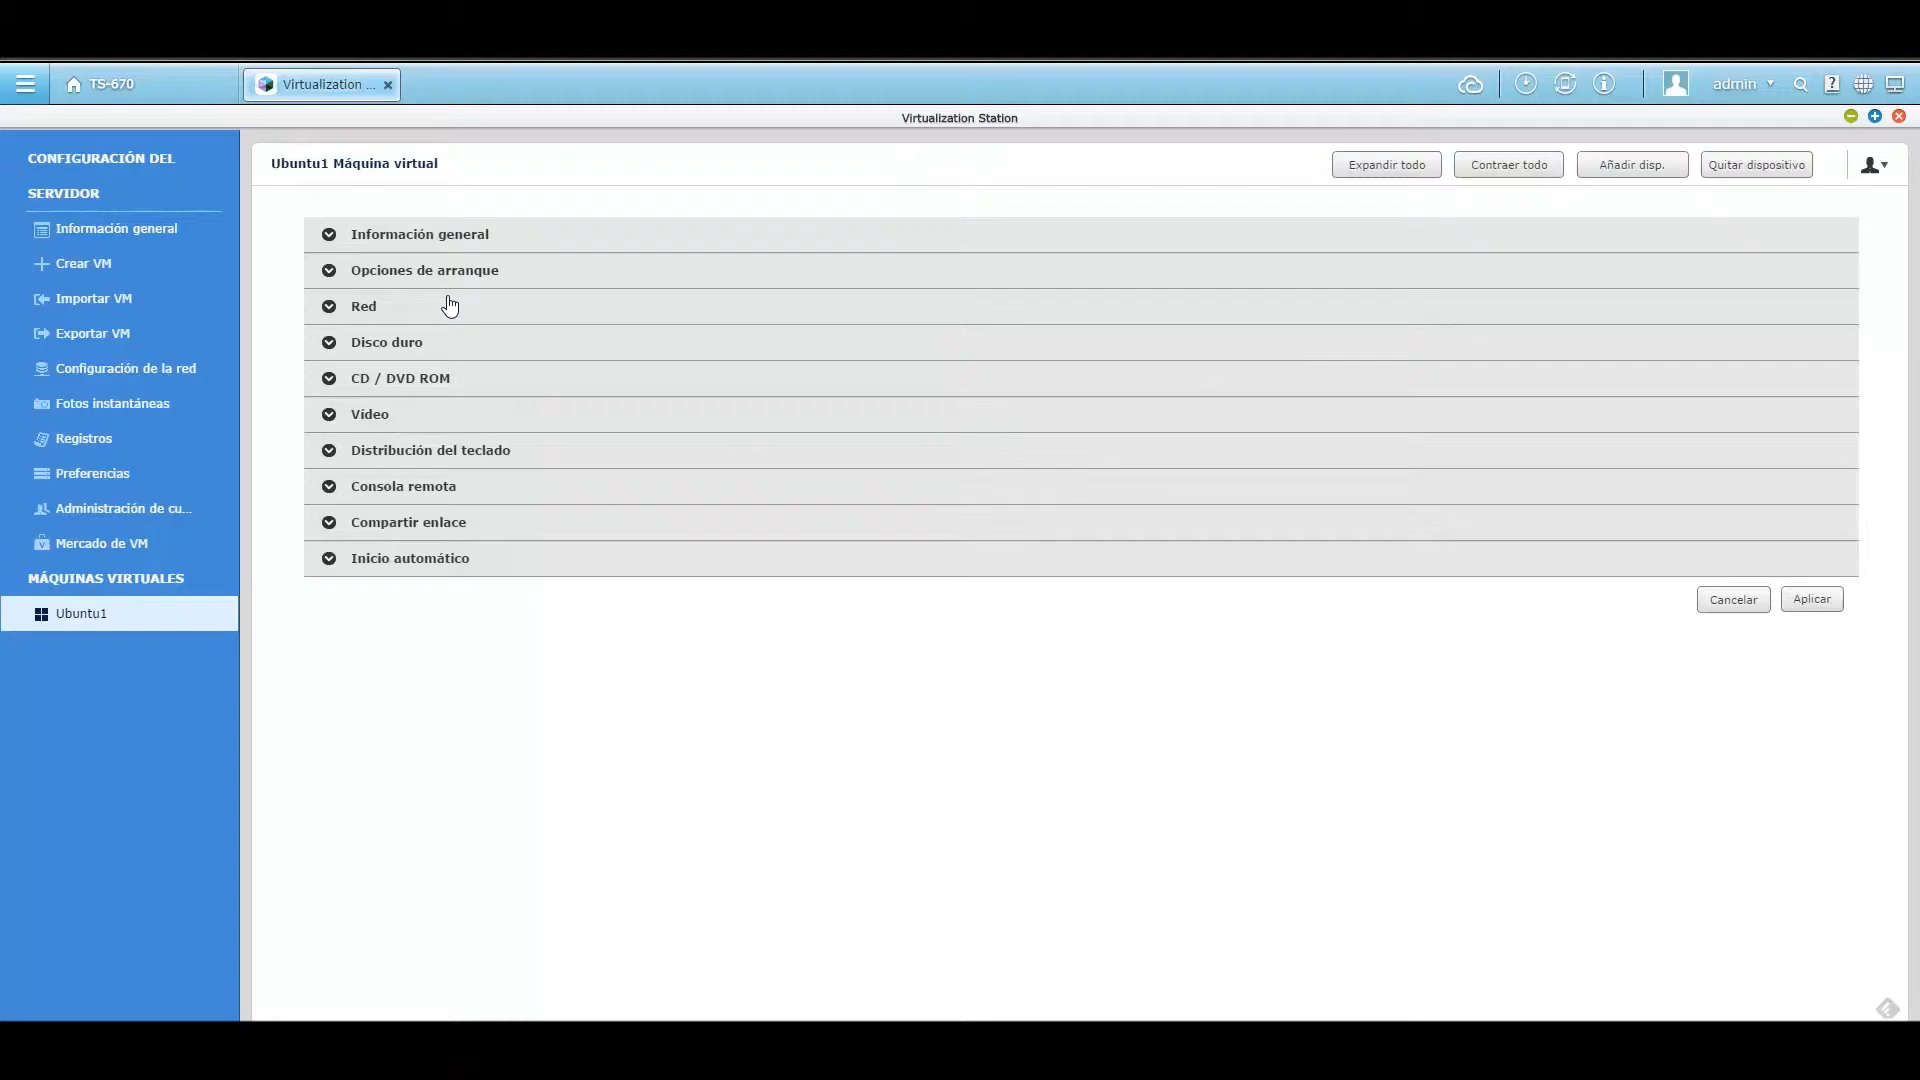 TS-670
Virtualization ...
admin
Virtualization Station
CONFIGURACIÓN DEL
SERVIDOR
Información general
Crear VM
Importar VM
Exportar VM
Configuración de la red
Fotos instantáneas
Registros
Preferencias
Administración de cu...
Mercado de VM
MÁQUINAS VIRTUALES
Ubuntu1
Ubuntu1 Máquina virtual
Expandir todo
Contraer todo
Añadir disp.
Quitar dispositivo
Información general
Opciones de arranque
Red
Disco duro
CD / DVD ROM
Vídeo
Distribución del teclado
Consola remota
Compartir enlace
Inicio automático
Cancelar
Aplicar